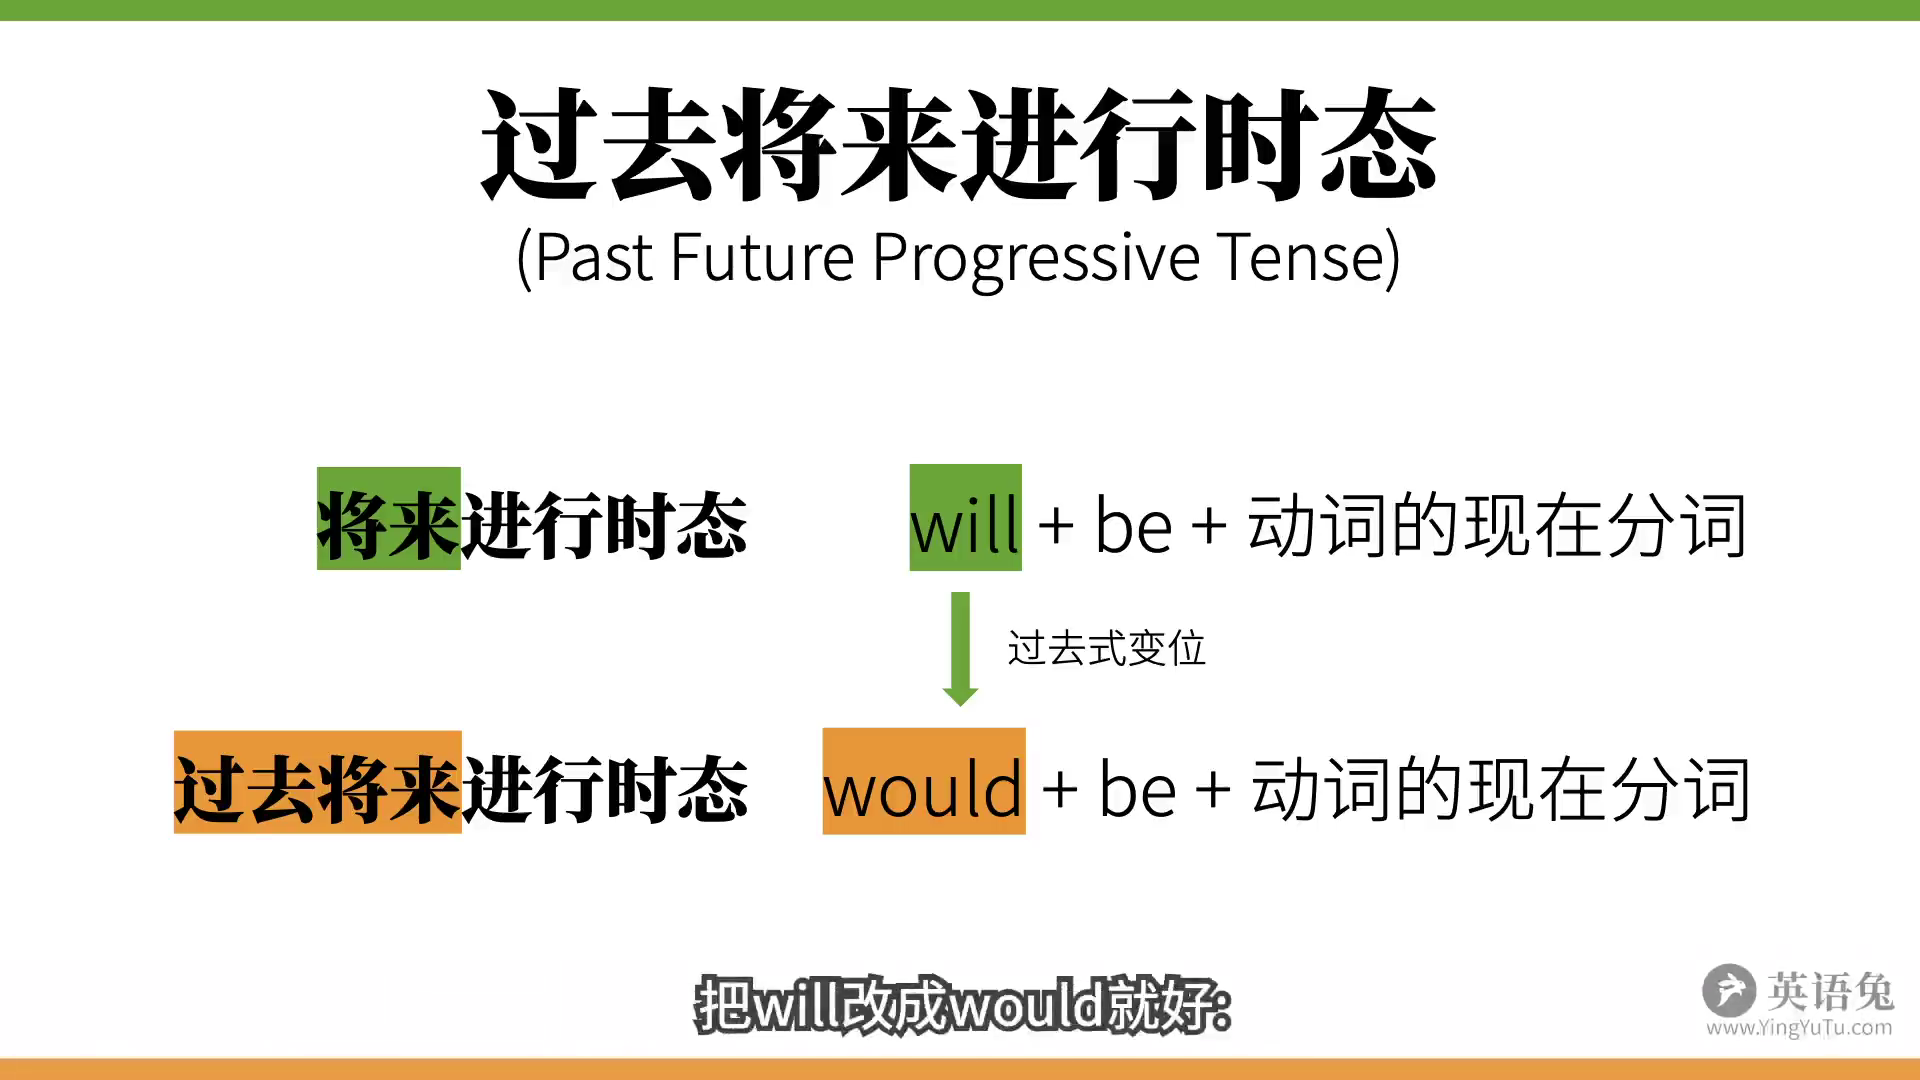 过去将来进行时态
(Past Future Progressive Tense)
将来进行时态 will + be + 动词的现在分词
过去式变位
过去将来进行时态 would + be + 动词的现在分词
把will改成would就好:
英语兔
www.YingYuTu.com